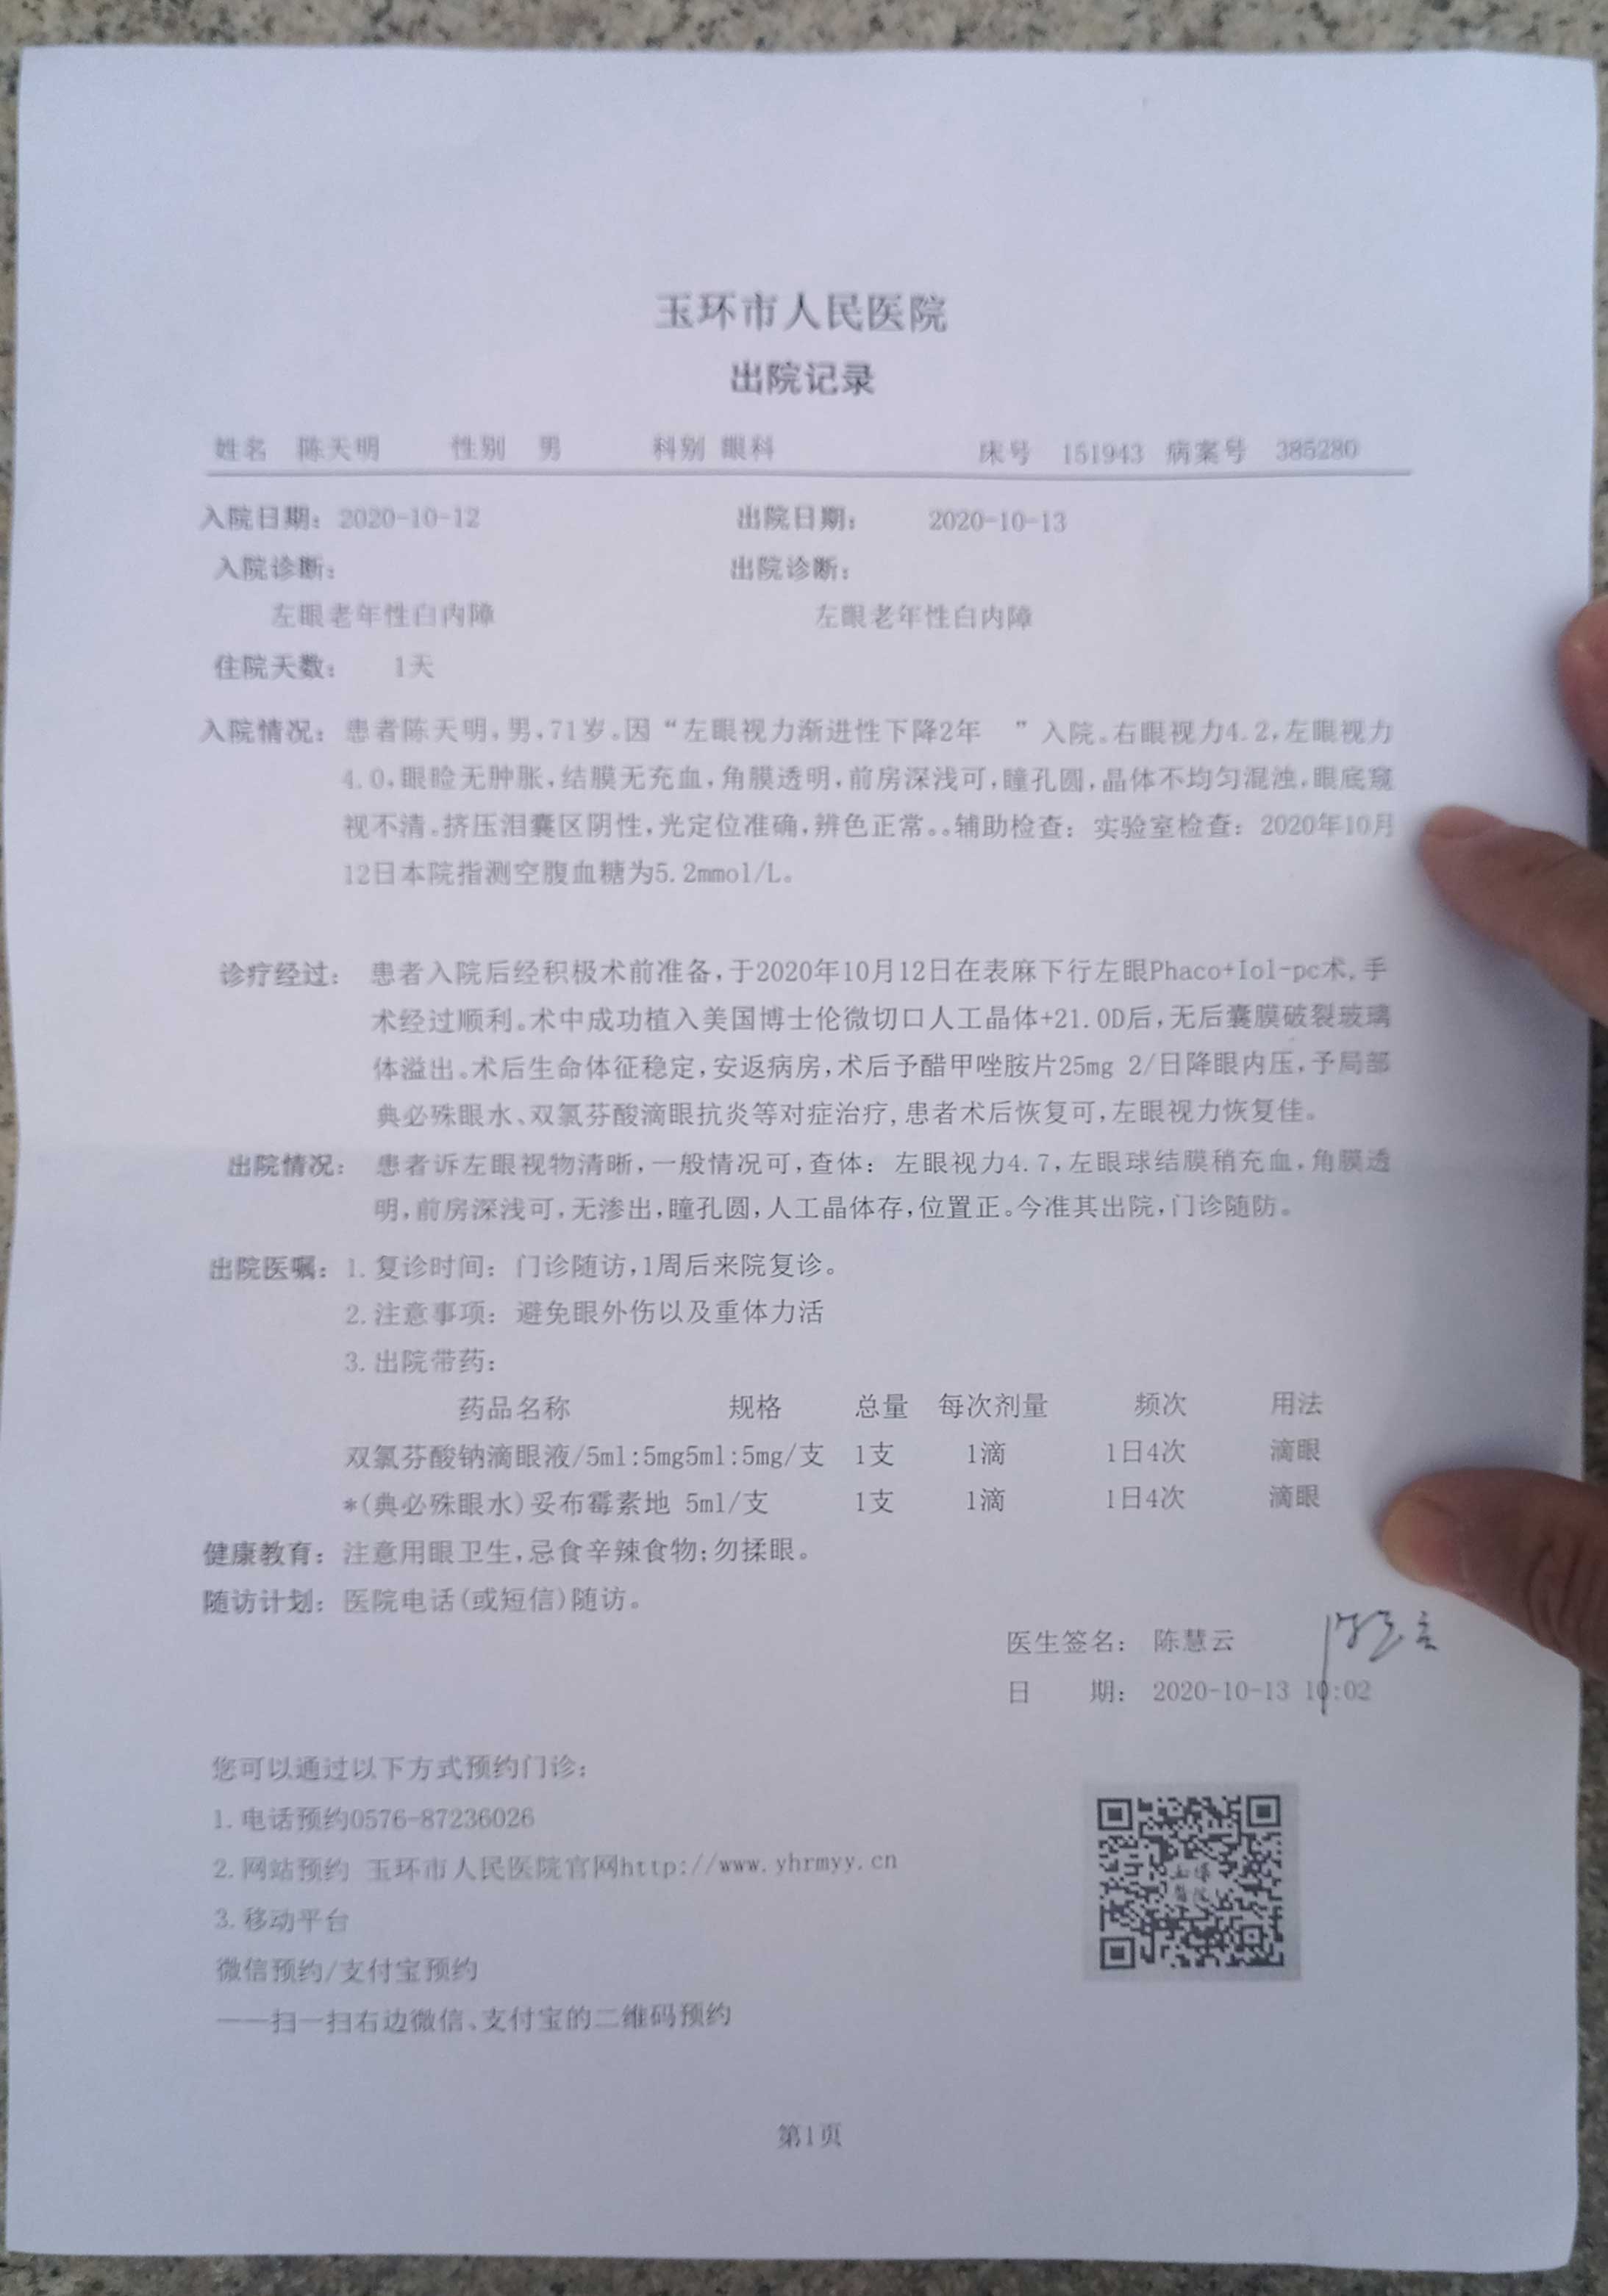 玉环市人民医院
出院记录
姓名 陈天明 性别 男 科别 眼科 床号 151943 病案号 385280
入院日期：2020-10-12 出院日期： 2020-10-13
入院诊断： 出院诊断：
左眼老年性白内障 左眼老年性白内障
住院天数： 1天
入院情况：患者陈天明，男，71岁。因“左眼视力渐进性下降2年 ”入院。右眼视力4.2，左眼视力
4.0，眼睑无肿胀，结膜无充血，角膜透明，前房深浅可，瞳孔圆，晶体不均匀混浊，眼底窥
视不清。挤压泪囊区阴性，光定位准确，辨色正常。。辅助检查：实验室检查：2020年10月
12日本院指测空腹血糖为5.2mmol/L。
诊疗经过： 患者入院后经积极术前准备，于2020年10月12日在表麻下行左眼Phaco+Iol-pc术，手
术经过顺利。术中成功植入美国博士伦微切口人工晶体+21.0D后，无后囊膜破裂玻璃
体溢出。术后生命体征稳定，安返病房，术后予醋甲唑胺片25mg 2/日降眼内压，予局部
典必殊眼水、双氯芬酸滴眼抗炎等对症治疗，患者术后恢复可，左眼视力恢复佳。
出院情况： 患者诉左眼视物清晰，一般情况可，查体：左眼视力4.7，左眼球结膜稍充血，角膜透
明，前房深浅可，无渗出，瞳孔圆，人工晶体存，位置正。今准其出院，门诊随防。
出院医嘱：1.复诊时间：门诊随访，1周后来院复诊。
2.注意事项：避免眼外伤以及重体力活
3.出院带药：
药品名称 规格 总量 每次剂量 频次 用法
双氯芬酸钠滴眼液/5ml:5mg5ml:5mg/支 1支 1滴 1日4次 滴眼
*(典必殊眼水)妥布霉素地 5ml/支 1支 1滴 1日4次 滴眼
健康教育：注意用眼卫生，忌食辛辣食物；勿揉眼。
随访计划：医院电话(或短信)随访。
医生签名： 陈慧云
日 期： 2020-10-13 10:02
您可以通过以下方式预约门诊：
1.电话预约0576-87236026
2.网站预约 玉环市人民医院官网http://www.yhrmyy.cn
3.移动平台
微信预约/支付宝预约
——扫一扫右边微信、支付宝的二维码预约
第1页